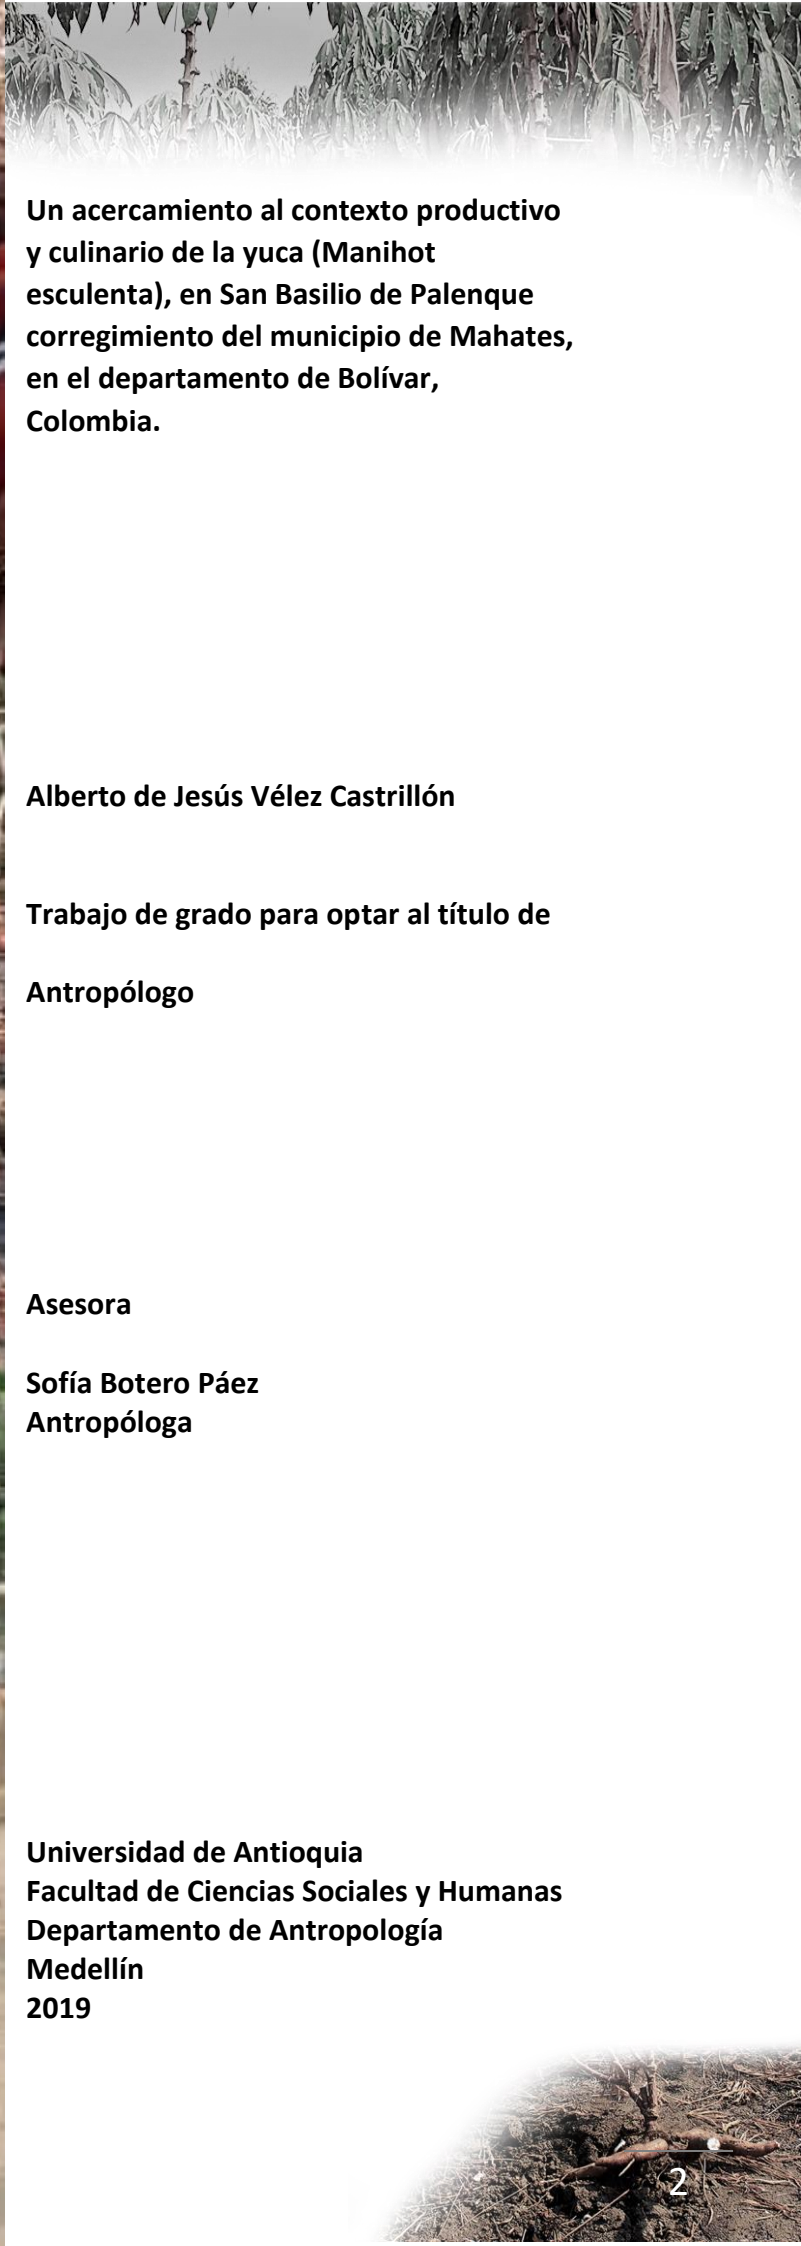 Un acercamiento al contexto productivo
y culinario de la yuca (Manihot
esculenta), en San Basilio de Palenque
corregimiento del municipio de Mahates,
en el departamento de Bolívar,
Colombia.
Alberto de Jesús Vélez Castrillón
Trabajo de grado para optar al título de
Antropólogo
Asesora
Sofía Botero Páez
Antropóloga
Universidad de Antioquia
Facultad de Ciencias Sociales y Humanas
Departamento de Antropología
Medellín
2019
2